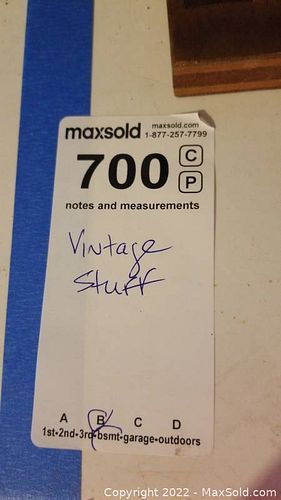 maxsold maxsold.com
1-877-257-7799
700 C
P
notes and measurements
Vintage
Stuff
A B C D
1st-2nd-3rd-bsmt-garage-outdoors
Copyright © 2022 - MaxSold.com